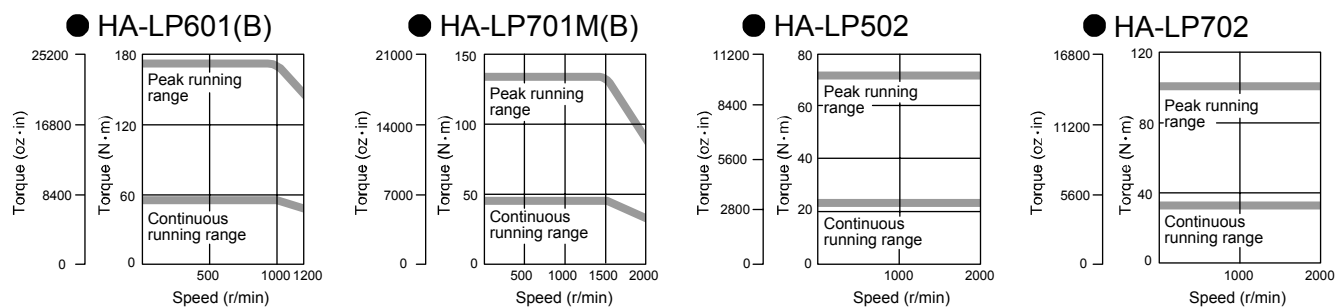 ● HA-LP601(B)
25200
16800
8400
0
Torque (oz·in)
180
120
60
0
Torque (N·m)
Peak running
range
Continuous
running range
500
1000
1200
Speed (r/min)
● HA-LP701M(B)
21000
14000
7000
0
Torque (oz·in)
150
100
50
0
Torque (N·m)
Peak running
range
Continuous
running range
500
1000
1500
2000
Speed (r/min)
● HA-LP502
11200
8400
5600
2800
0
Torque (oz·in)
80
60
40
20
0
Torque (N·m)
Peak running
range
Continuous
running range
1000
2000
Speed (r/min)
● HA-LP702
16800
11200
5600
0
Torque (oz·in)
120
80
40
0
Torque (N·m)
Peak running
range
Continuous
running range
1000
2000
Speed (r/min)